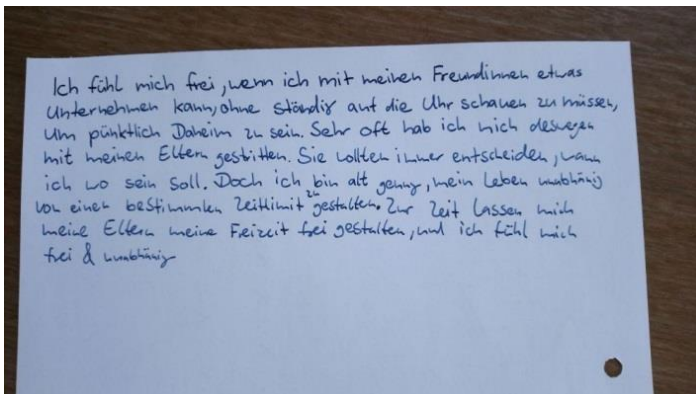 Ich fühl mich frei, wenn ich mit meinen Freundinnen etwas
unternehmen kann, ohne ständig auf die Uhr schauen zu müssen,
um pünktlich Daheim zu sein. Sehr oft hab ich mich deswegen
mit meinen Eltern gestritten. Sie wollten immer entscheiden, wann
ich wo sein soll. Doch ich bin alt genug, mein Leben unabhänig
von einen bestimmten Zeitlimit zu gestalten. Zur Zeit lassen mich
meine Eltern meine Freizeit frei gestalten, und ich fühl mich
frei & unabhänig